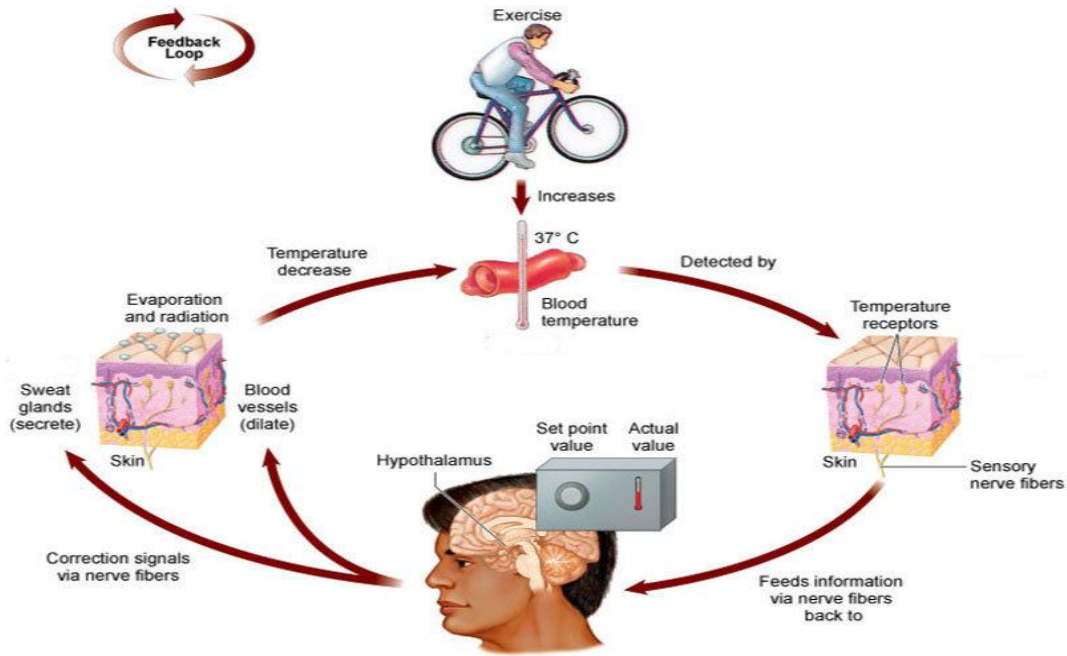 Feedback
Loop
Exercise
Increases
37° C
Blood
temperature
Detected by
Temperature
receptors
Skin
Sensory
nerve fibers
Feeds information
via nerve fibers
back to
Set point
value
Actual
value
Hypothalamus
Correction signals
via nerve fibers
Sweat
glands
(secrete)
Blood
vessels
(dilate)
Skin
Evaporation
and radiation
Temperature
decrease